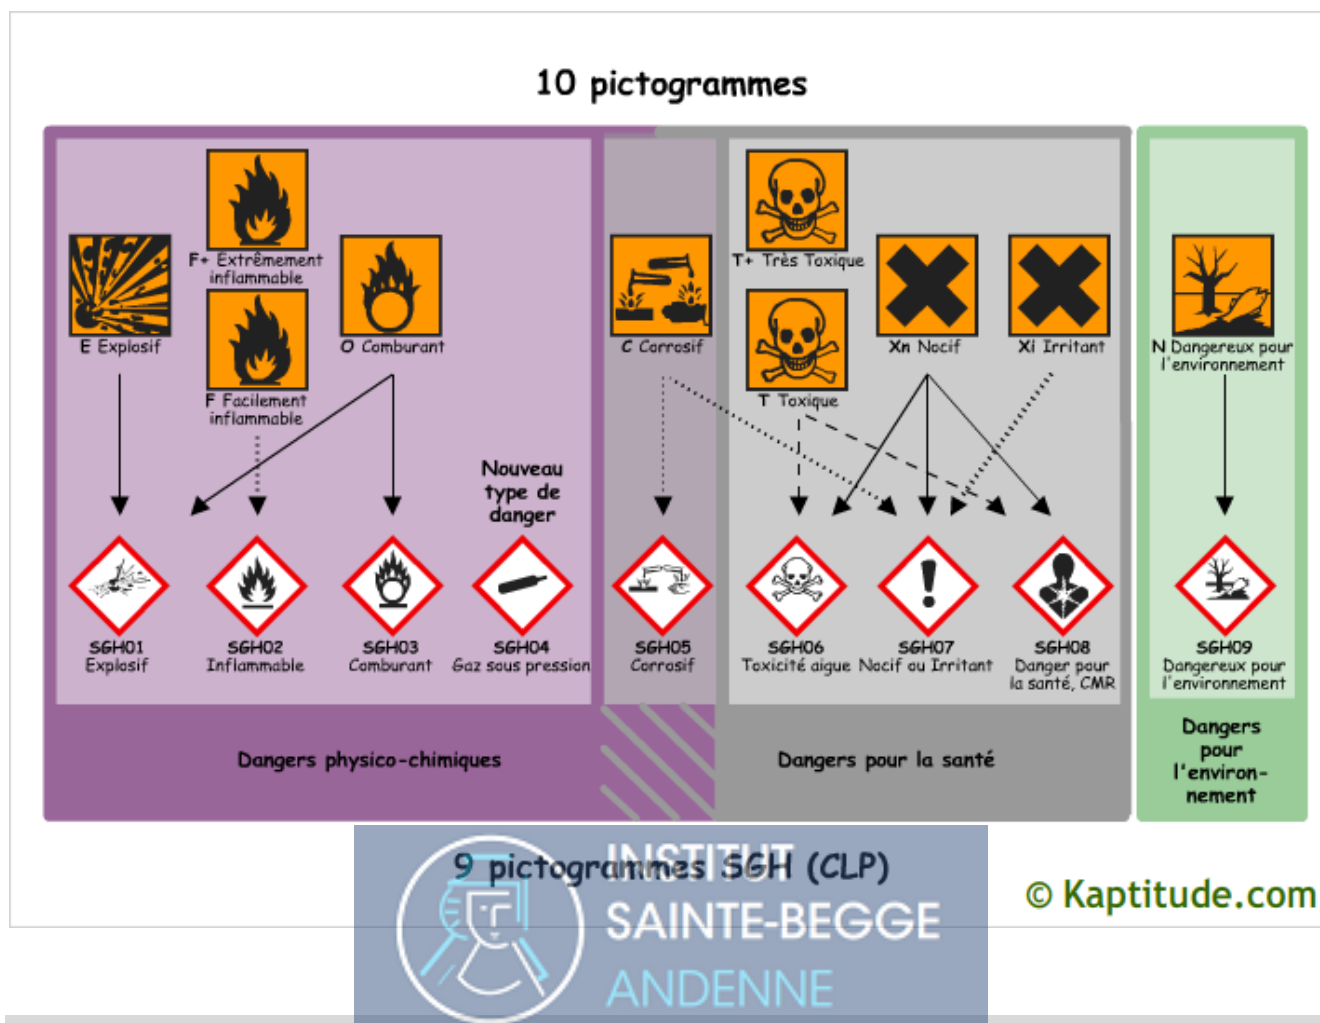 10 pictogrammes
E Explosif
F+ Extrêmement
inflammable
F Facilement
inflammable
O Comburant
Nouveau
type de
danger
C Corrosif
T+ Très Toxique
T Toxique
Xn Nocif
Xi Irritant
N Dangereux pour
l'environnement
SGH01
Explosif
SGH02
Inflammable
SGH03
Comburant
SGH04
Gaz sous pression
SGH05
Corrosif
SGH06
Toxicité aigue
SGH07
Nocif ou Irritant
SGH08
Danger pour
la santé, CMR
SGH09
Dangereux pour
l'environnement
Dangers physico-chimiques
Dangers pour la santé
Dangers
pour
l'environ-
nement
9 pictogrammes SGH (CLP)
© Kaptitude.com
INSTITUT
SAINTE-BEGGE
ANDENNE